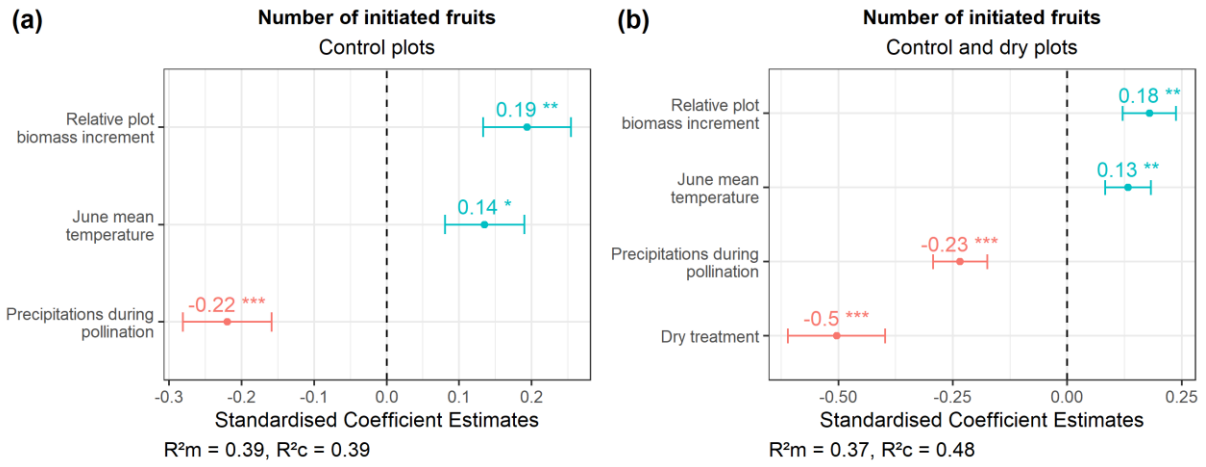 (a)
Number of initiated fruits
Control plots
Relative plot
biomass increment
0.19 **
June mean
temperature
0.14 *
Precipitations during
pollination
-0.22 ***
-0.3 -0.2 -0.1 0.0 0.1 0.2
Standardised Coefficient Estimates
R²m = 0.39, R²c = 0.39
(b)
Number of initiated fruits
Control and dry plots
Relative plot
biomass increment
0.18 **
June mean
temperature
0.13 **
Precipitations during
pollination
-0.23 ***
Dry treatment
-0.5 ***
-0.50 -0.25 0.00 0.25
Standardised Coefficient Estimates
R²m = 0.37, R²c = 0.48